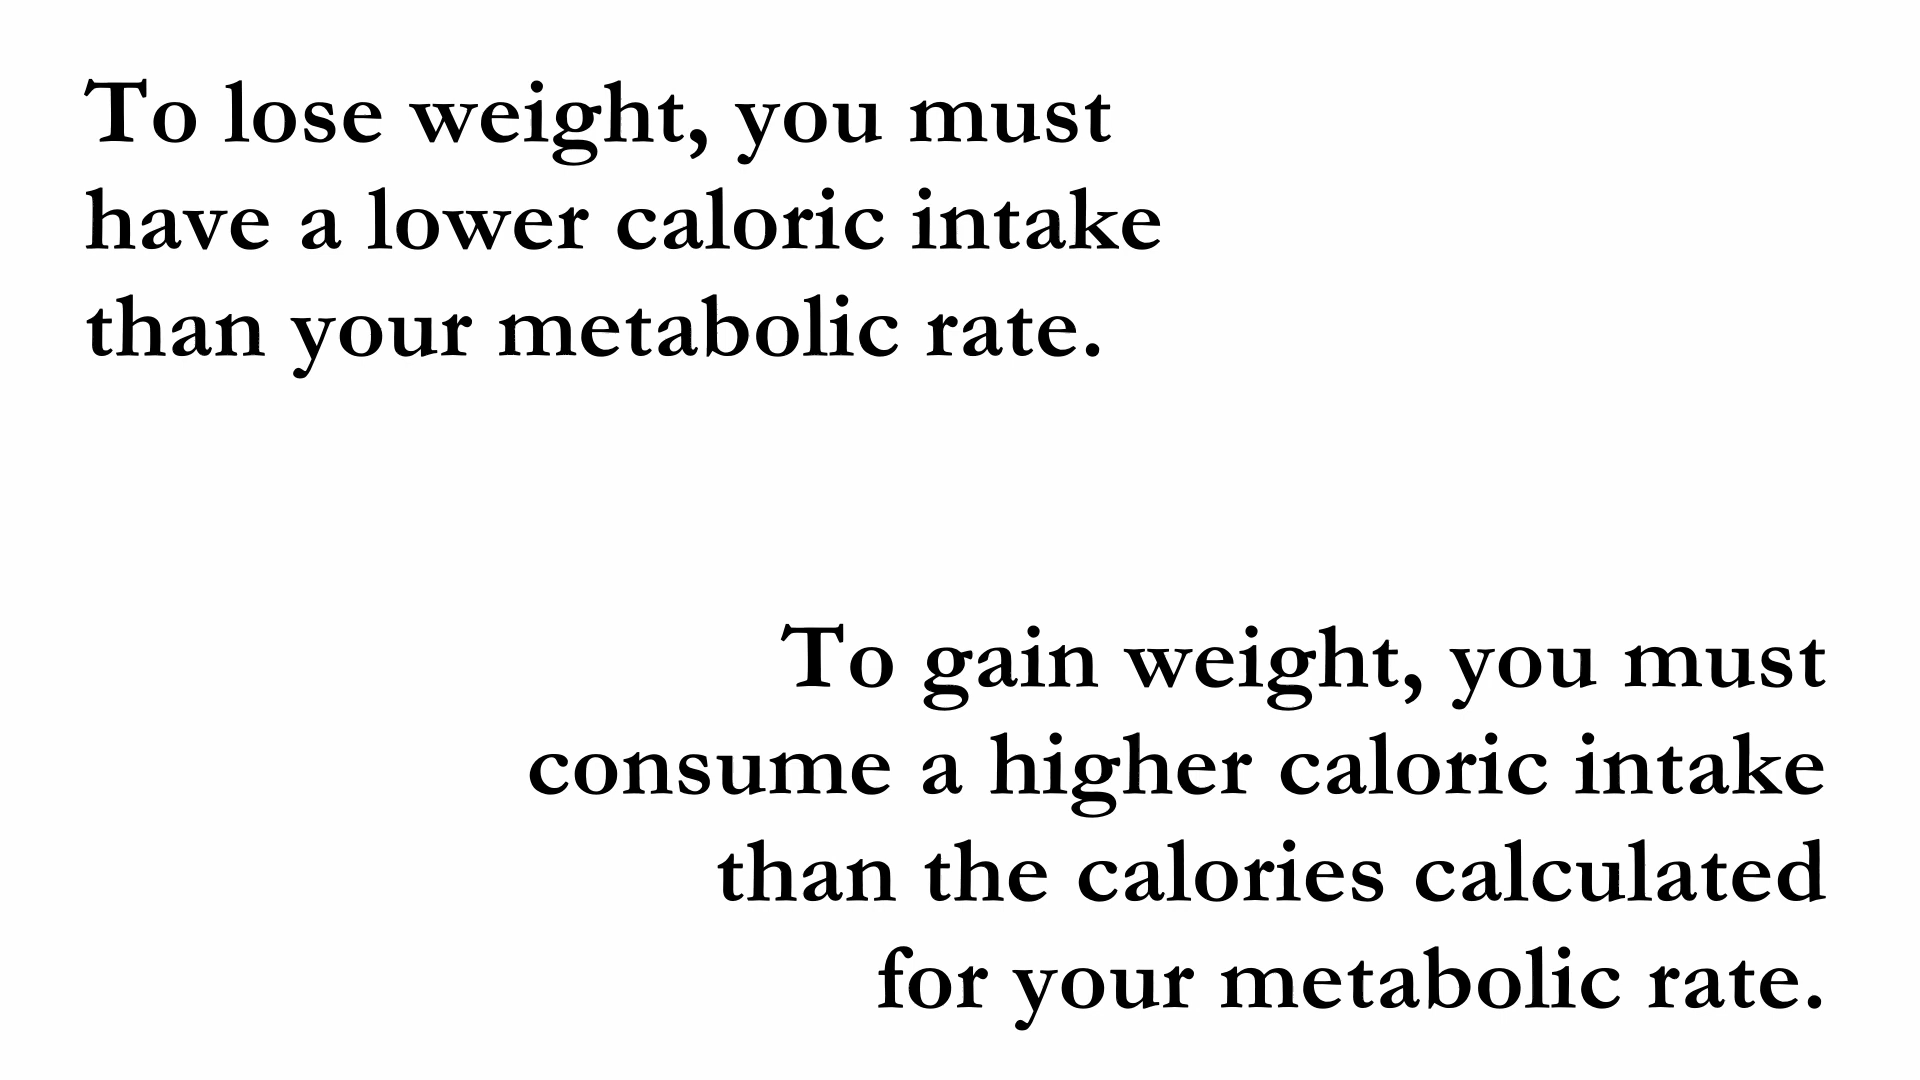 To lose weight, you must
have a lower caloric intake
than your metabolic rate.
To gain weight, you must
consume a higher caloric intake
than the calories calculated
for your metabolic rate.